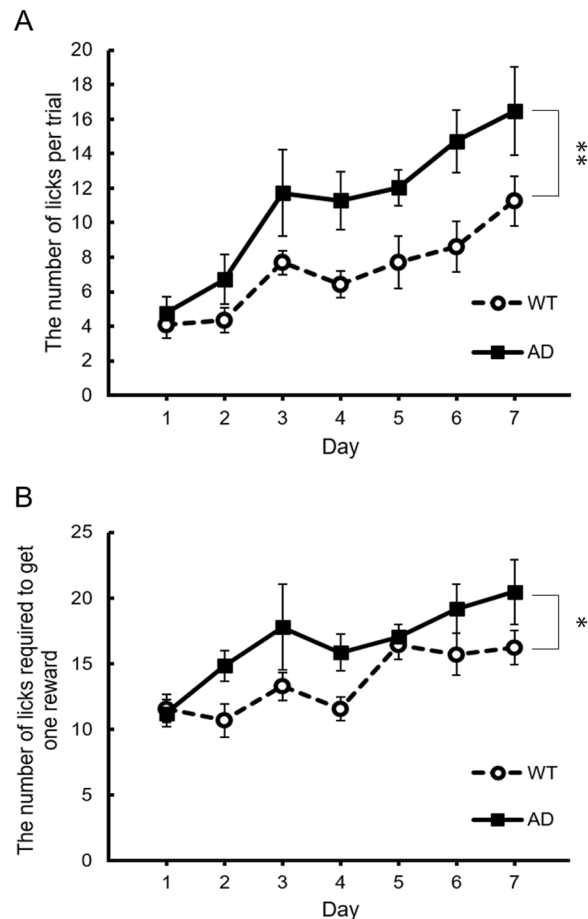 A
The number of licks per trial
20
18
16
14
12
10
8
6
4
2
0
1 2 3 4 5 6 7
Day
WT
AD
**
B
The number of licks required to get
one reward
25
20
15
10
5
0
1 2 3 4 5 6 7
Day
WT
AD
*